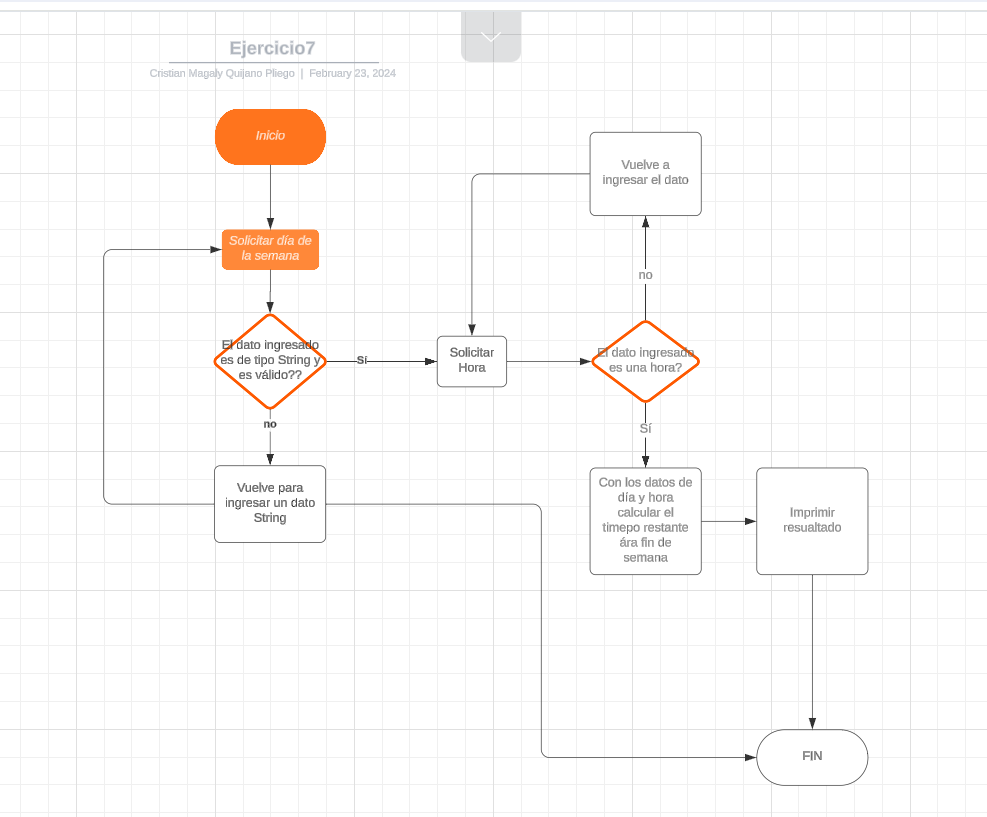 Ejercicio7
Cristian Magaly Quijano Pliego | February 23, 2024
Inicio
Solicitar día de
la semana
El dato ingresado
es de tipo String y
es válido??
Sí
no
Vuelve para
ingresar un dato
String
Solicitar
Hora
El dato ingresado
es una hora?
no
Vuelve a
ingresar el dato
Sí
Con los datos de
día y hora
calcular el
timepo restante
ára fin de
semana
Imprimir
resualtado
FIN